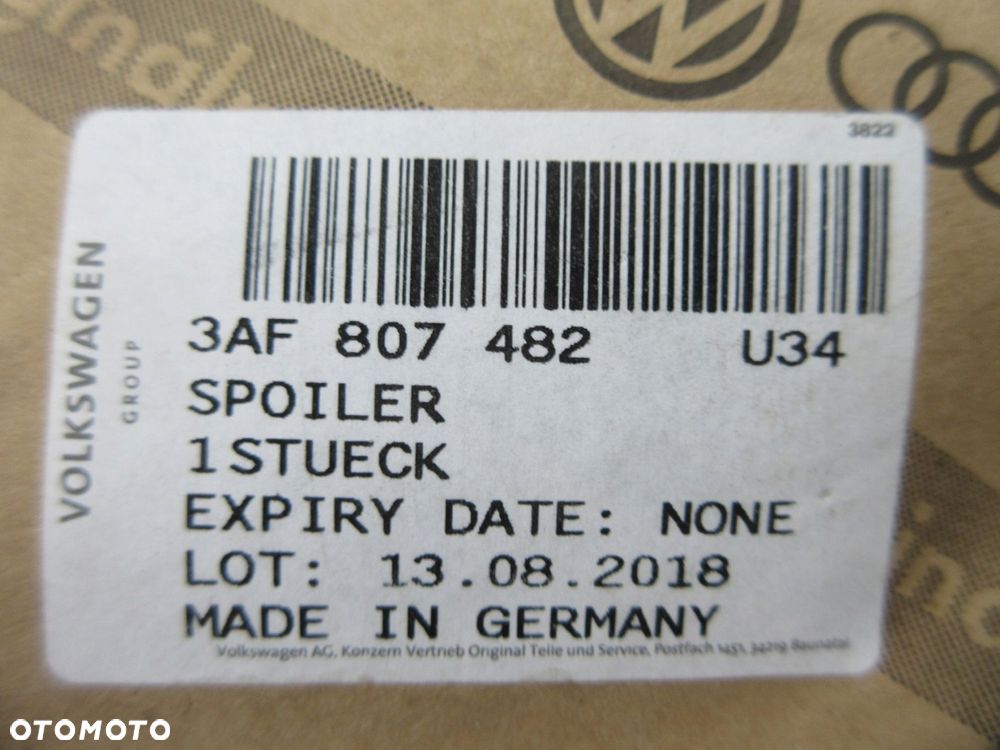 3822
VOLKSWAGEN
GROUP
3AF 807 482 U34
SPOILER
1STUECK
EXPIRY DATE: NONE
LOT: 13.08.2018
MADE IN GERMANY
Volkswagen AG, Konzern Vertrieb Original Teile und Service, Postfach 1451, 34219 Baunatal
OTOMOTO